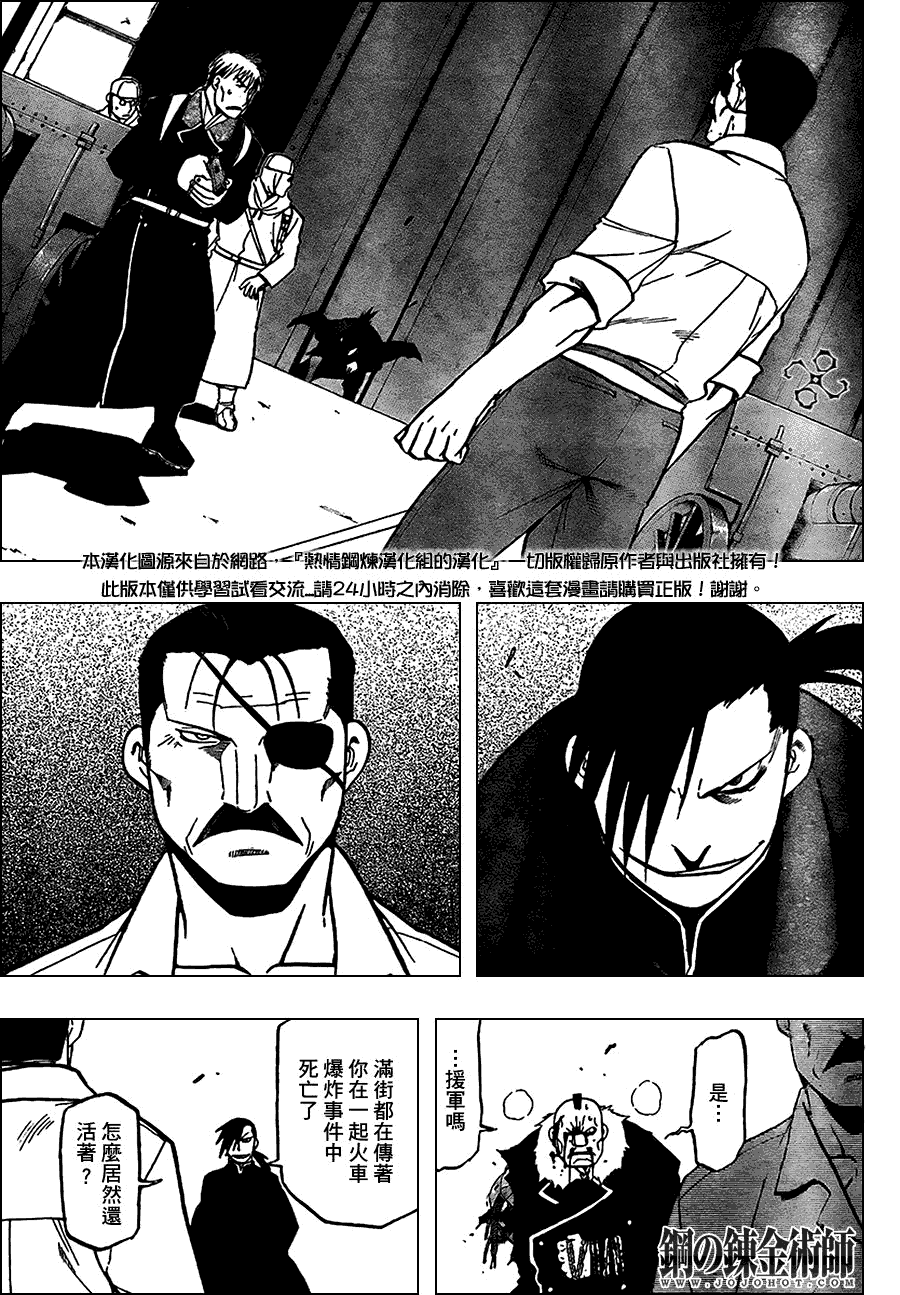 本漢化圖源來自於網路，『熱情鋼煉漢化組的漢化』一切版權歸原作者與出版社擁有！
此版本僅供學習試看交流…請24小時之內消除，喜歡這套漫畫請購買正版！謝謝。
是…
…援軍嗎
滿街都在傳著
你在一起火車
爆炸事件中
死亡了
怎麼居然還
活著？
鋼の錬金術師
WWW.JOJOHOT.COM